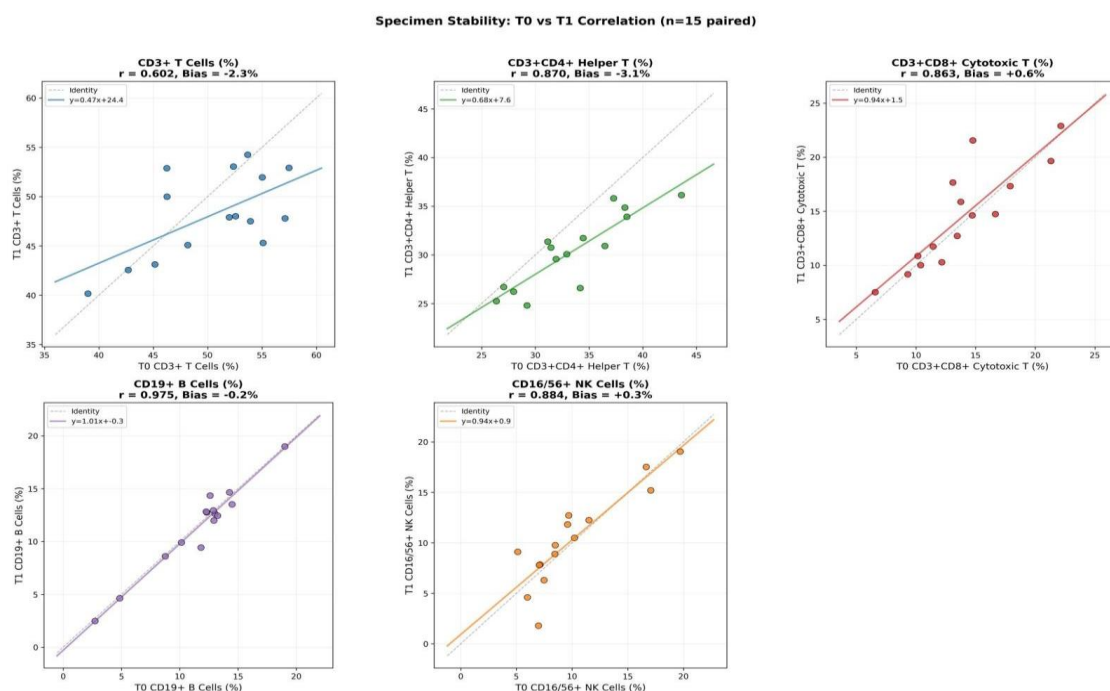 Specimen Stability: T0 vs T1 Correlation (n=15 paired)
CD3+ T Cells (%)
r = 0.602, Bias = -2.3%
Identity
y=0.47x+24.4
T1 CD3+ T Cells (%)
60
55
50
45
40
35
35
40
45
50
55
60
T0 CD3+ T Cells (%)
CD3+CD4+ Helper T (%)
r = 0.870, Bias = -3.1%
Identity
y=0.68x+7.6
T1 CD3+CD4+ Helper T (%)
45
40
35
30
25
25
30
35
40
45
T0 CD3+CD4+ Helper T (%)
CD3+CD8+ Cytotoxic T (%)
r = 0.863, Bias = +0.6%
Identity
y=0.94x+1.5
T1 CD3+CD8+ Cytotoxic T (%)
25
20
15
10
5
5
10
15
20
25
T0 CD3+CD8+ Cytotoxic T (%)
CD19+ B Cells (%)
r = 0.975, Bias = -0.2%
Identity
y=1.01x+-0.3
T1 CD19+ B Cells (%)
20
15
10
5
0
0
5
10
15
20
T0 CD19+ B Cells (%)
CD16/56+ NK Cells (%)
r = 0.884, Bias = +0.3%
Identity
y=0.94x+0.9
T1 CD16/56+ NK Cells (%)
20
15
10
5
0
0
5
10
15
20
T0 CD16/56+ NK Cells (%)